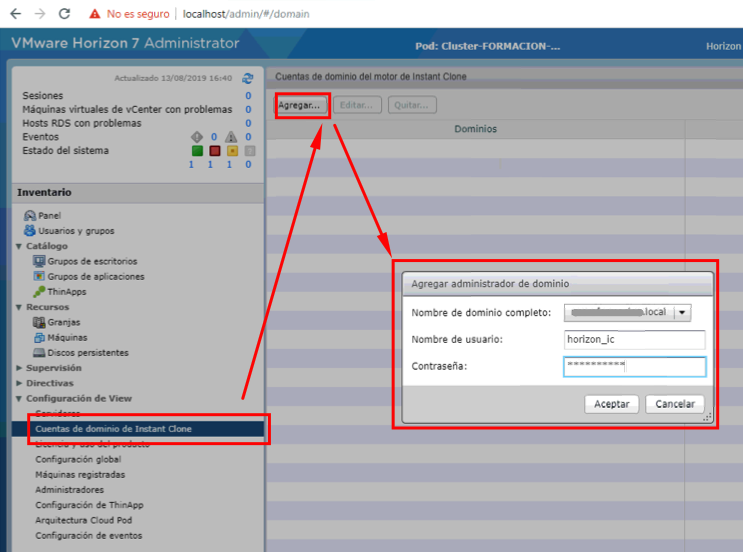 No es seguro | localhost/admin/#/domain
VMware Horizon 7 Administrator
Pod: Cluster-FORMACION-...
Horizon
Actualizado 13/08/2019 16:40
Sesiones 0
Máquinas virtuales de vCenter con problemas 0
Hosts RDS con problemas 0
Eventos 0 0
Estado del sistema
1 1 1 0
Inventario
Panel
Usuarios y grupos
Catálogo
Grupos de escritorios
Grupos de aplicaciones
ThinApps
Recursos
Granjas
Máquinas
Discos persistentes
Supervisión
Directivas
Configuración de View
Servidores
Cuentas de dominio de Instant Clone
Licencia y uso del producto
Configuración global
Máquinas registradas
Administradores
Configuración de ThinApp
Arquitectura Cloud Pod
Configuración de eventos
Cuentas de dominio del motor de Instant Clone
Agregar... Editar... Quitar...
Dominios
Agregar administrador de dominio
Nombre de dominio completo: .local
Nombre de usuario: horizon_ic
Contraseña: **********
Aceptar Cancelar